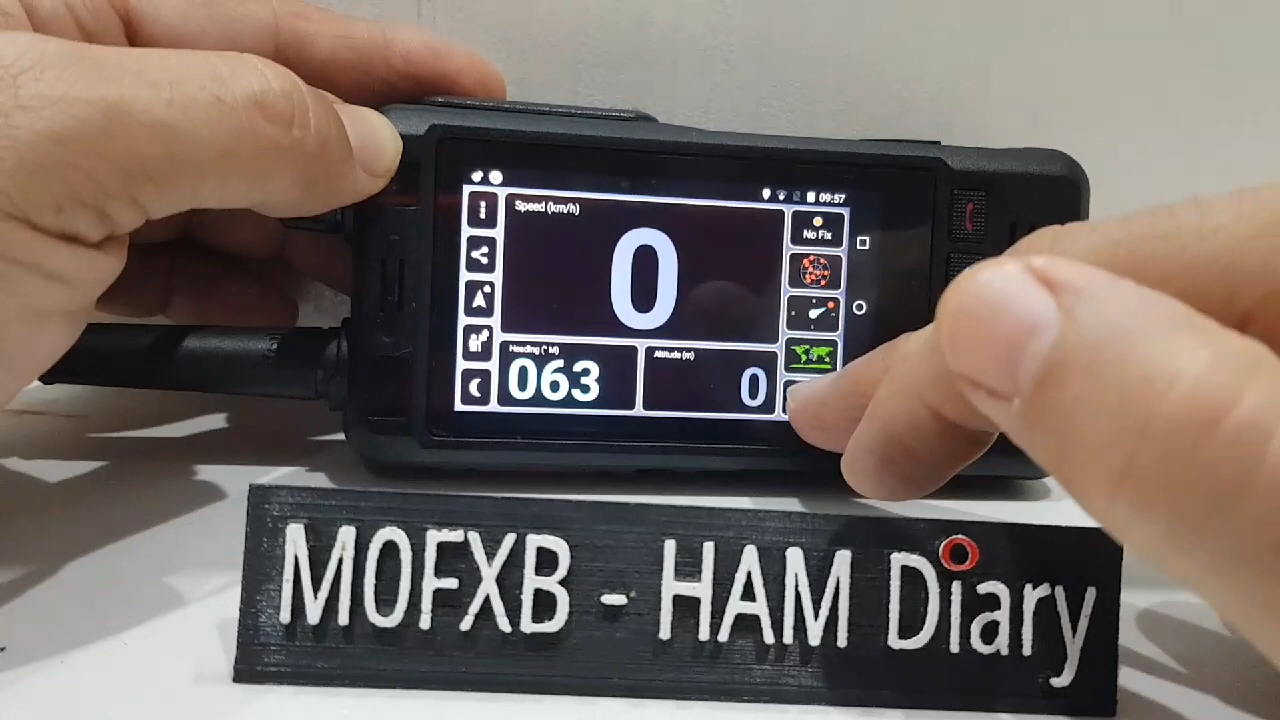 09:57
Speed (km/h)
No Fix
0
Heading (° M)
Altitude (m)
063
0
M0FXB - HAM Diary